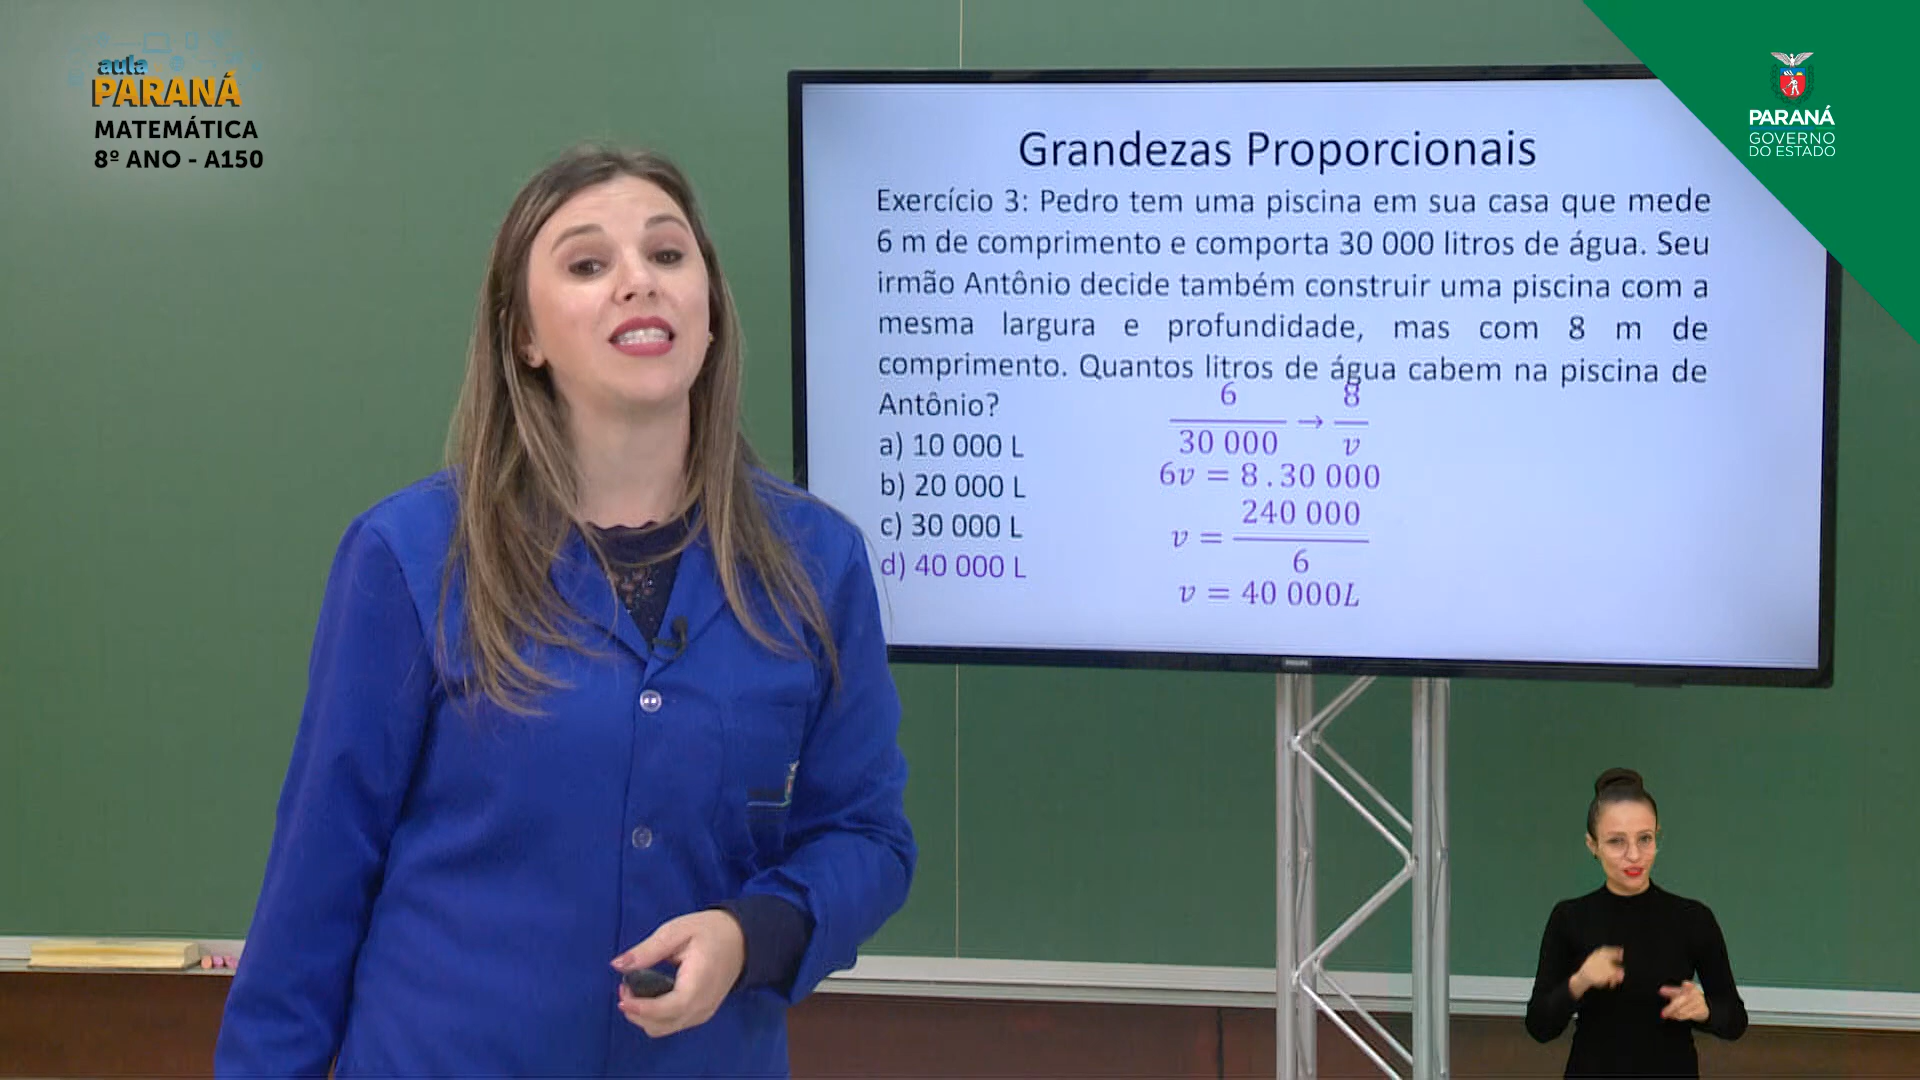 aula
PARANÁ
MATEMÁTICA
8º ANO - A150
PARANÁ
GOVERNO
DO ESTADO
Grandezas Proporcionais
Exercício 3: Pedro tem uma piscina em sua casa que mede
6 m de comprimento e comporta 30 000 litros de água. Seu
irmão Antônio decide também construir uma piscina com a
mesma largura e profundidade, mas com 8 m de
comprimento. Quantos litros de água cabem na piscina de
Antônio?
a) 10 000 L
b) 20 000 L
c) 30 000 L
d) 40 000 L
6/30 000 → 8/v
6v = 8 . 30 000
v = 240 000/6
v = 40 000L
PHILIPS